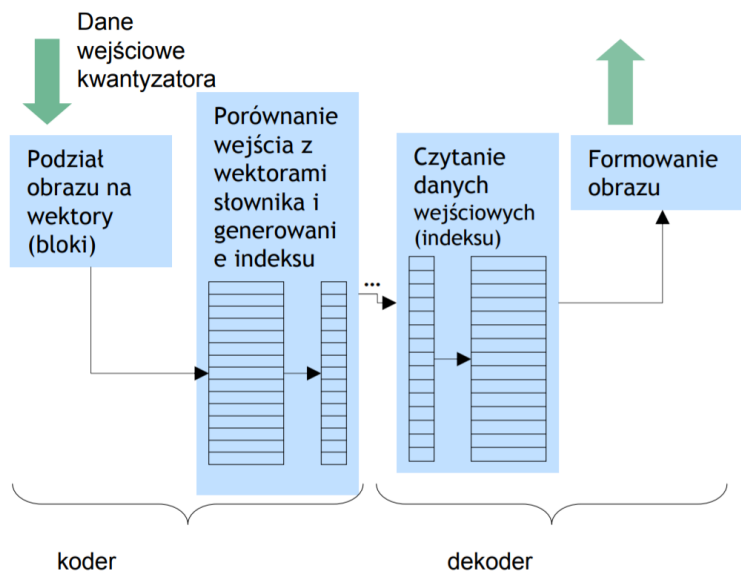 Dane
wejściowe
kwantyzatora
Podział
obrazu na
wektory
(bloki)
Porównanie
wejścia z
wektorami
słownika i
generowani
e indeksu
...
Czytanie
danych
wejściowych
(indeksu)
Formowanie
obrazu
koder
dekoder